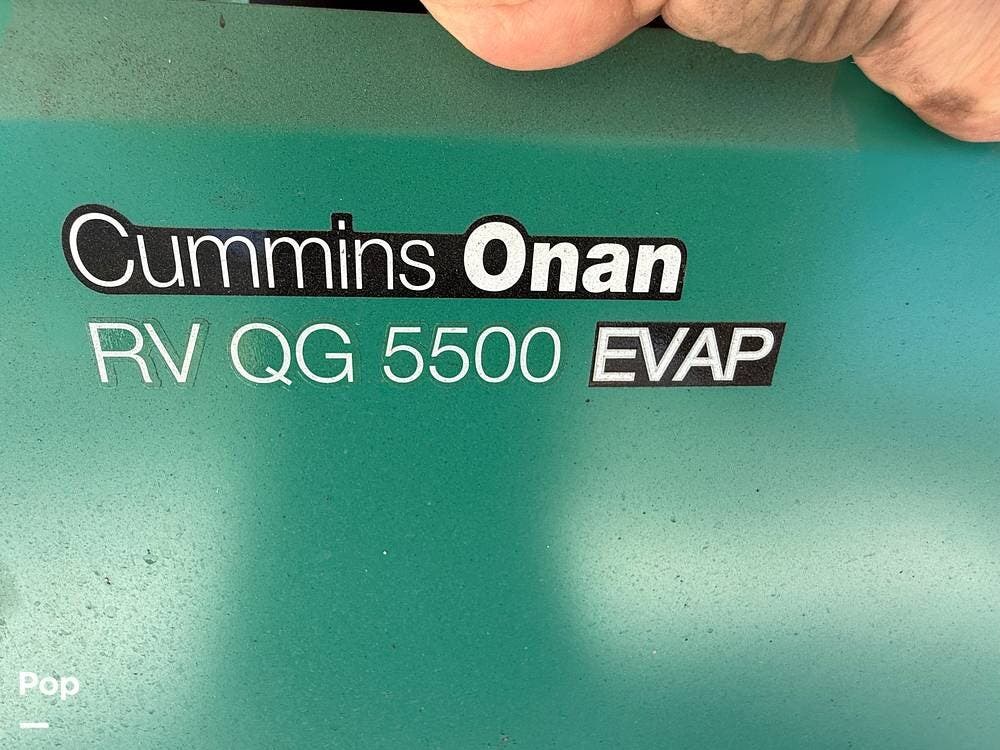 Cummins Onan
RV QG 5500 EVAP
Pop